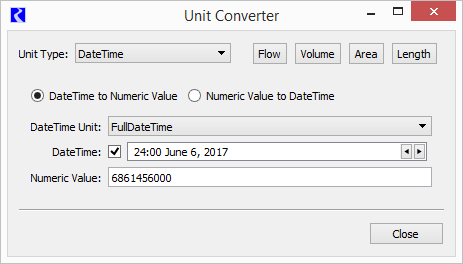 Unit Converter
Unit Type: DateTime Flow Volume Area Length
DateTime to Numeric Value Numeric Value to DateTime
DateTime Unit: FullDateTime
DateTime: 24:00 June 6, 2017
Numeric Value: 6861456000
Close